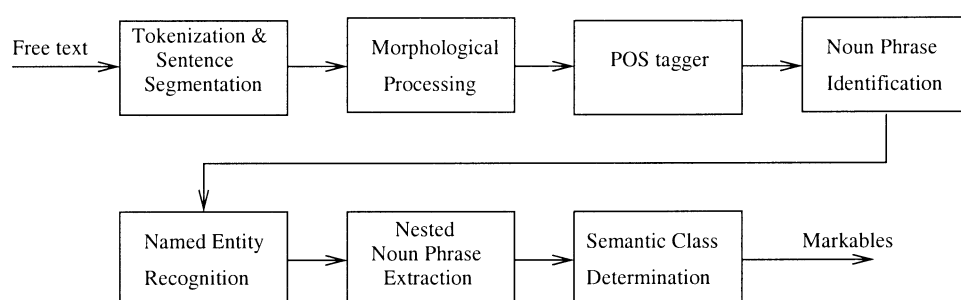 Free text
Tokenization &
Sentence
Segmentation
Morphological
Processing
POS tagger
Noun Phrase
Identification
Named Entity
Recognition
Nested
Noun Phrase
Extraction
Semantic Class
Determination
Markables